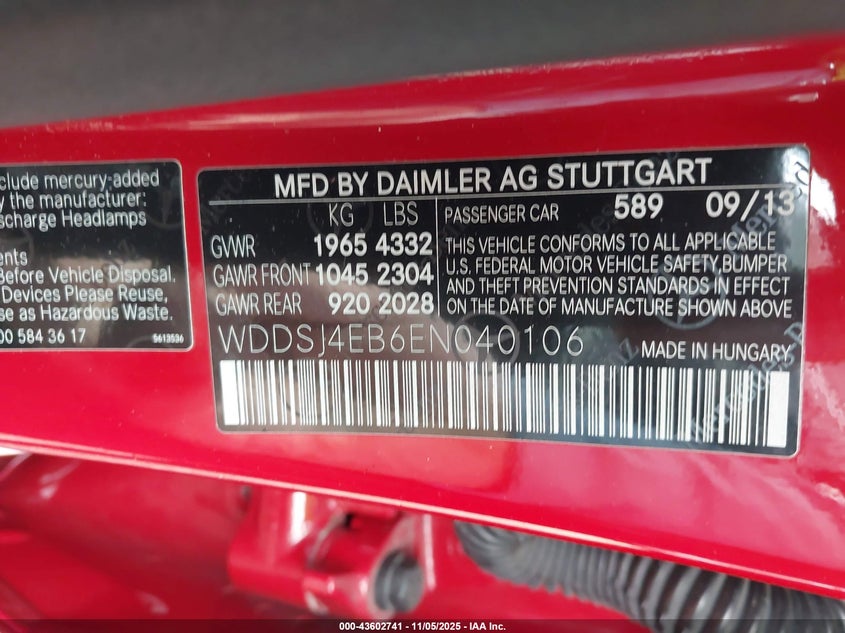 clude mercury-added
y the manufacturer:
scharge Headlamps
ents
Before Vehicle Disposal.
Devices Please Reuse,
se as Hazardous Waste.
00 584 36 17
5613536
MFD BY DAIMLER AG STUTTGART
KG LBS
GVWR 1965 4332
GAWR FRONT 1045 2304
GAWR REAR 920 2028
PASSENGER CAR 589 09/13
THIS VEHICLE CONFORMS TO ALL APPLICABLE
U.S. FEDERAL MOTOR VEHICLE SAFETY, BUMPER
AND THEFT PREVENTION STANDARDS IN EFFECT
ON THE DATE OF MANUFACTURE SHOWN ABOVE
WDDSJ4EB6EN040106
MADE IN HUNGARY
000-43602741 - 11/05/2025 - IAA Inc.